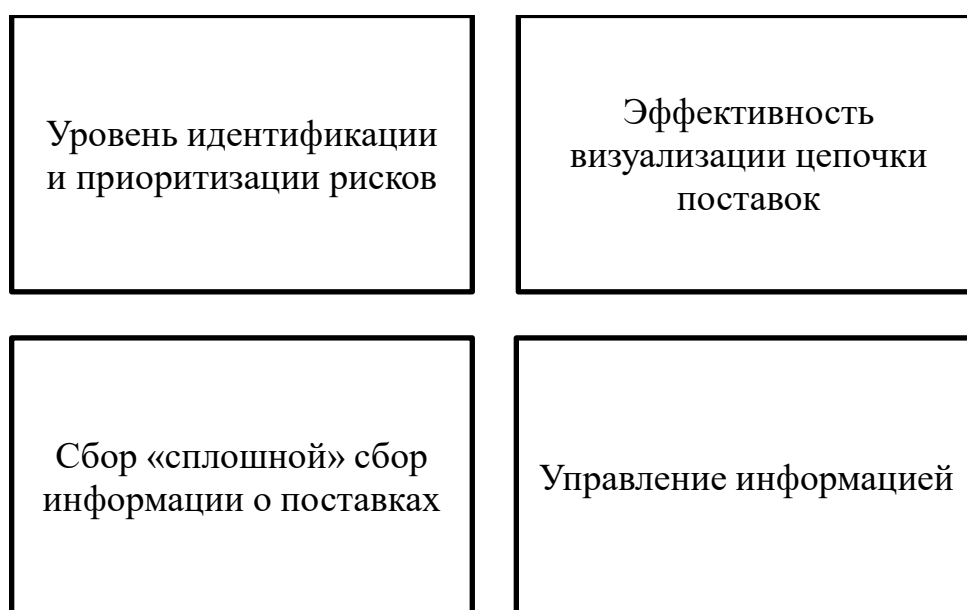 Уровень идентификации
и приоритизации рисков
Эффективность
визуализации цепочки
поставок
Сбор «сплошной» сбор
информации о поставках
Управление информацией